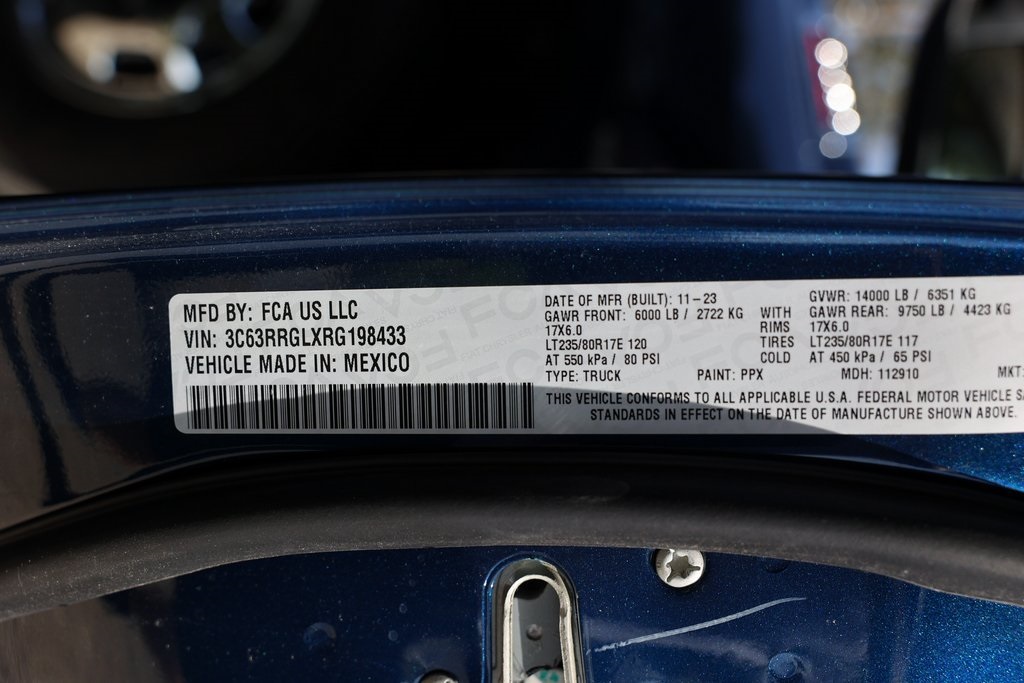 MFD BY: FCA US LLC
VIN: 3C63RRGLXRG198433
VEHICLE MADE IN: MEXICO
DATE OF MFR (BUILT): 11-23 GVWR: 14000 LB / 6351 KG
GAWR FRONT: 6000 LB / 2722 KG WITH GAWR REAR: 9750 LB / 4423 KG
17X6.0 RIMS 17X6.0
LT235/80R17E 120 TIRES LT235/80R17E 117
AT 550 kPa / 80 PSI COLD AT 450 kPa / 65 PSI
TYPE: TRUCK PAINT: PPX MDH: 112910 MKT:
THIS VEHICLE CONFORMS TO ALL APPLICABLE U.S.A. FEDERAL MOTOR VEHICLE
STANDARDS IN EFFECT ON THE DATE OF MANUFACTURE SHOWN ABOVE.